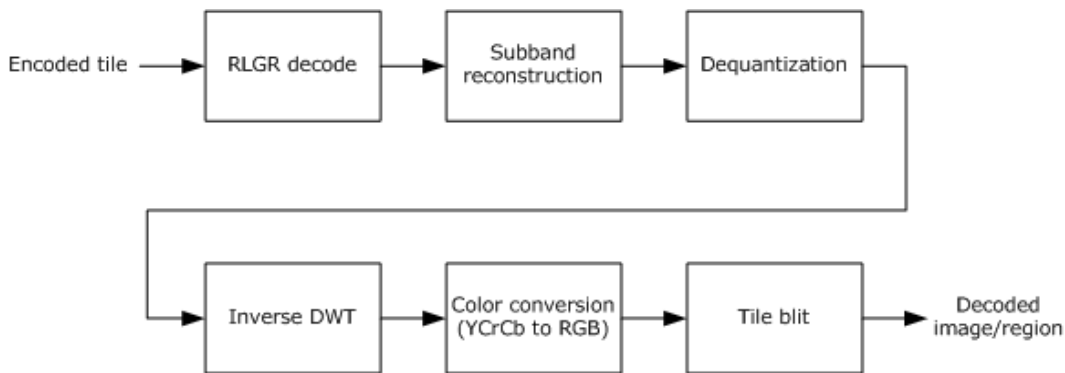 Encoded tile
RLGR decode
Subband
reconstruction
Dequantization
Inverse DWT
Color conversion
(YCrCb to RGB)
Tile blit
Decoded
image/region